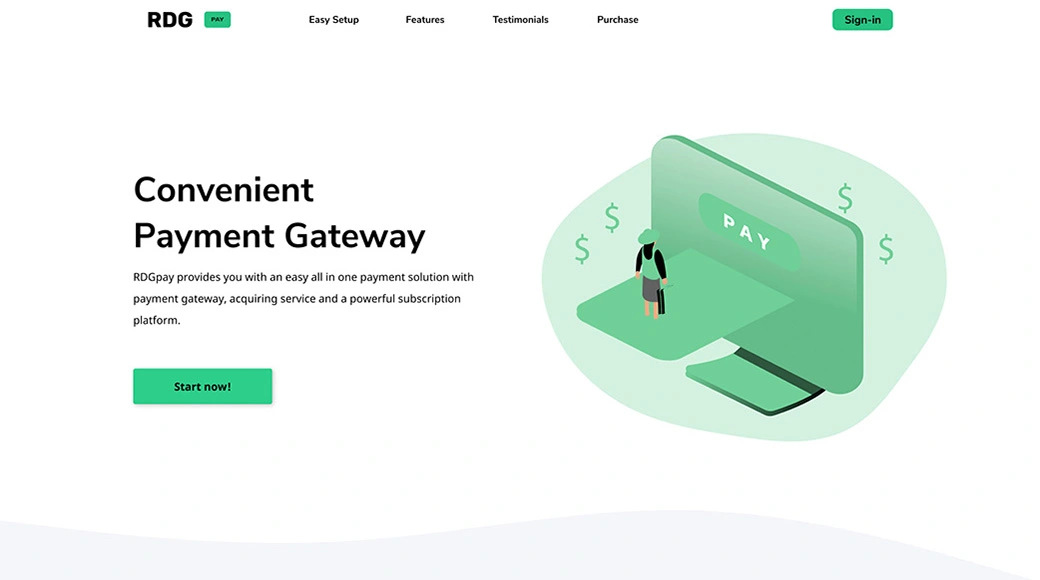 RDG PAY Easy Setup Features Testimonials Purchase Sign-in
Convenient
Payment Gateway
RDGpay provides you with an easy all in one payment solution with
payment gateway, acquiring service and a powerful subscription
platform.
Start now!
PAY
$
$
$
$